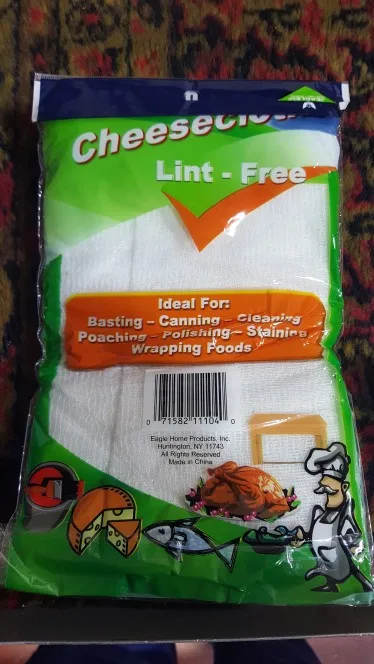 Cheesecloth
Lint - Free
Ideal For:
Basting - Canning - Cleaning
Poaching - Polishing - Staining
Wrapping Foods
0 71582 11104 0
Eagle Home Products, Inc.
Huntington, NY 11743
All Rights Reserved
Made in China